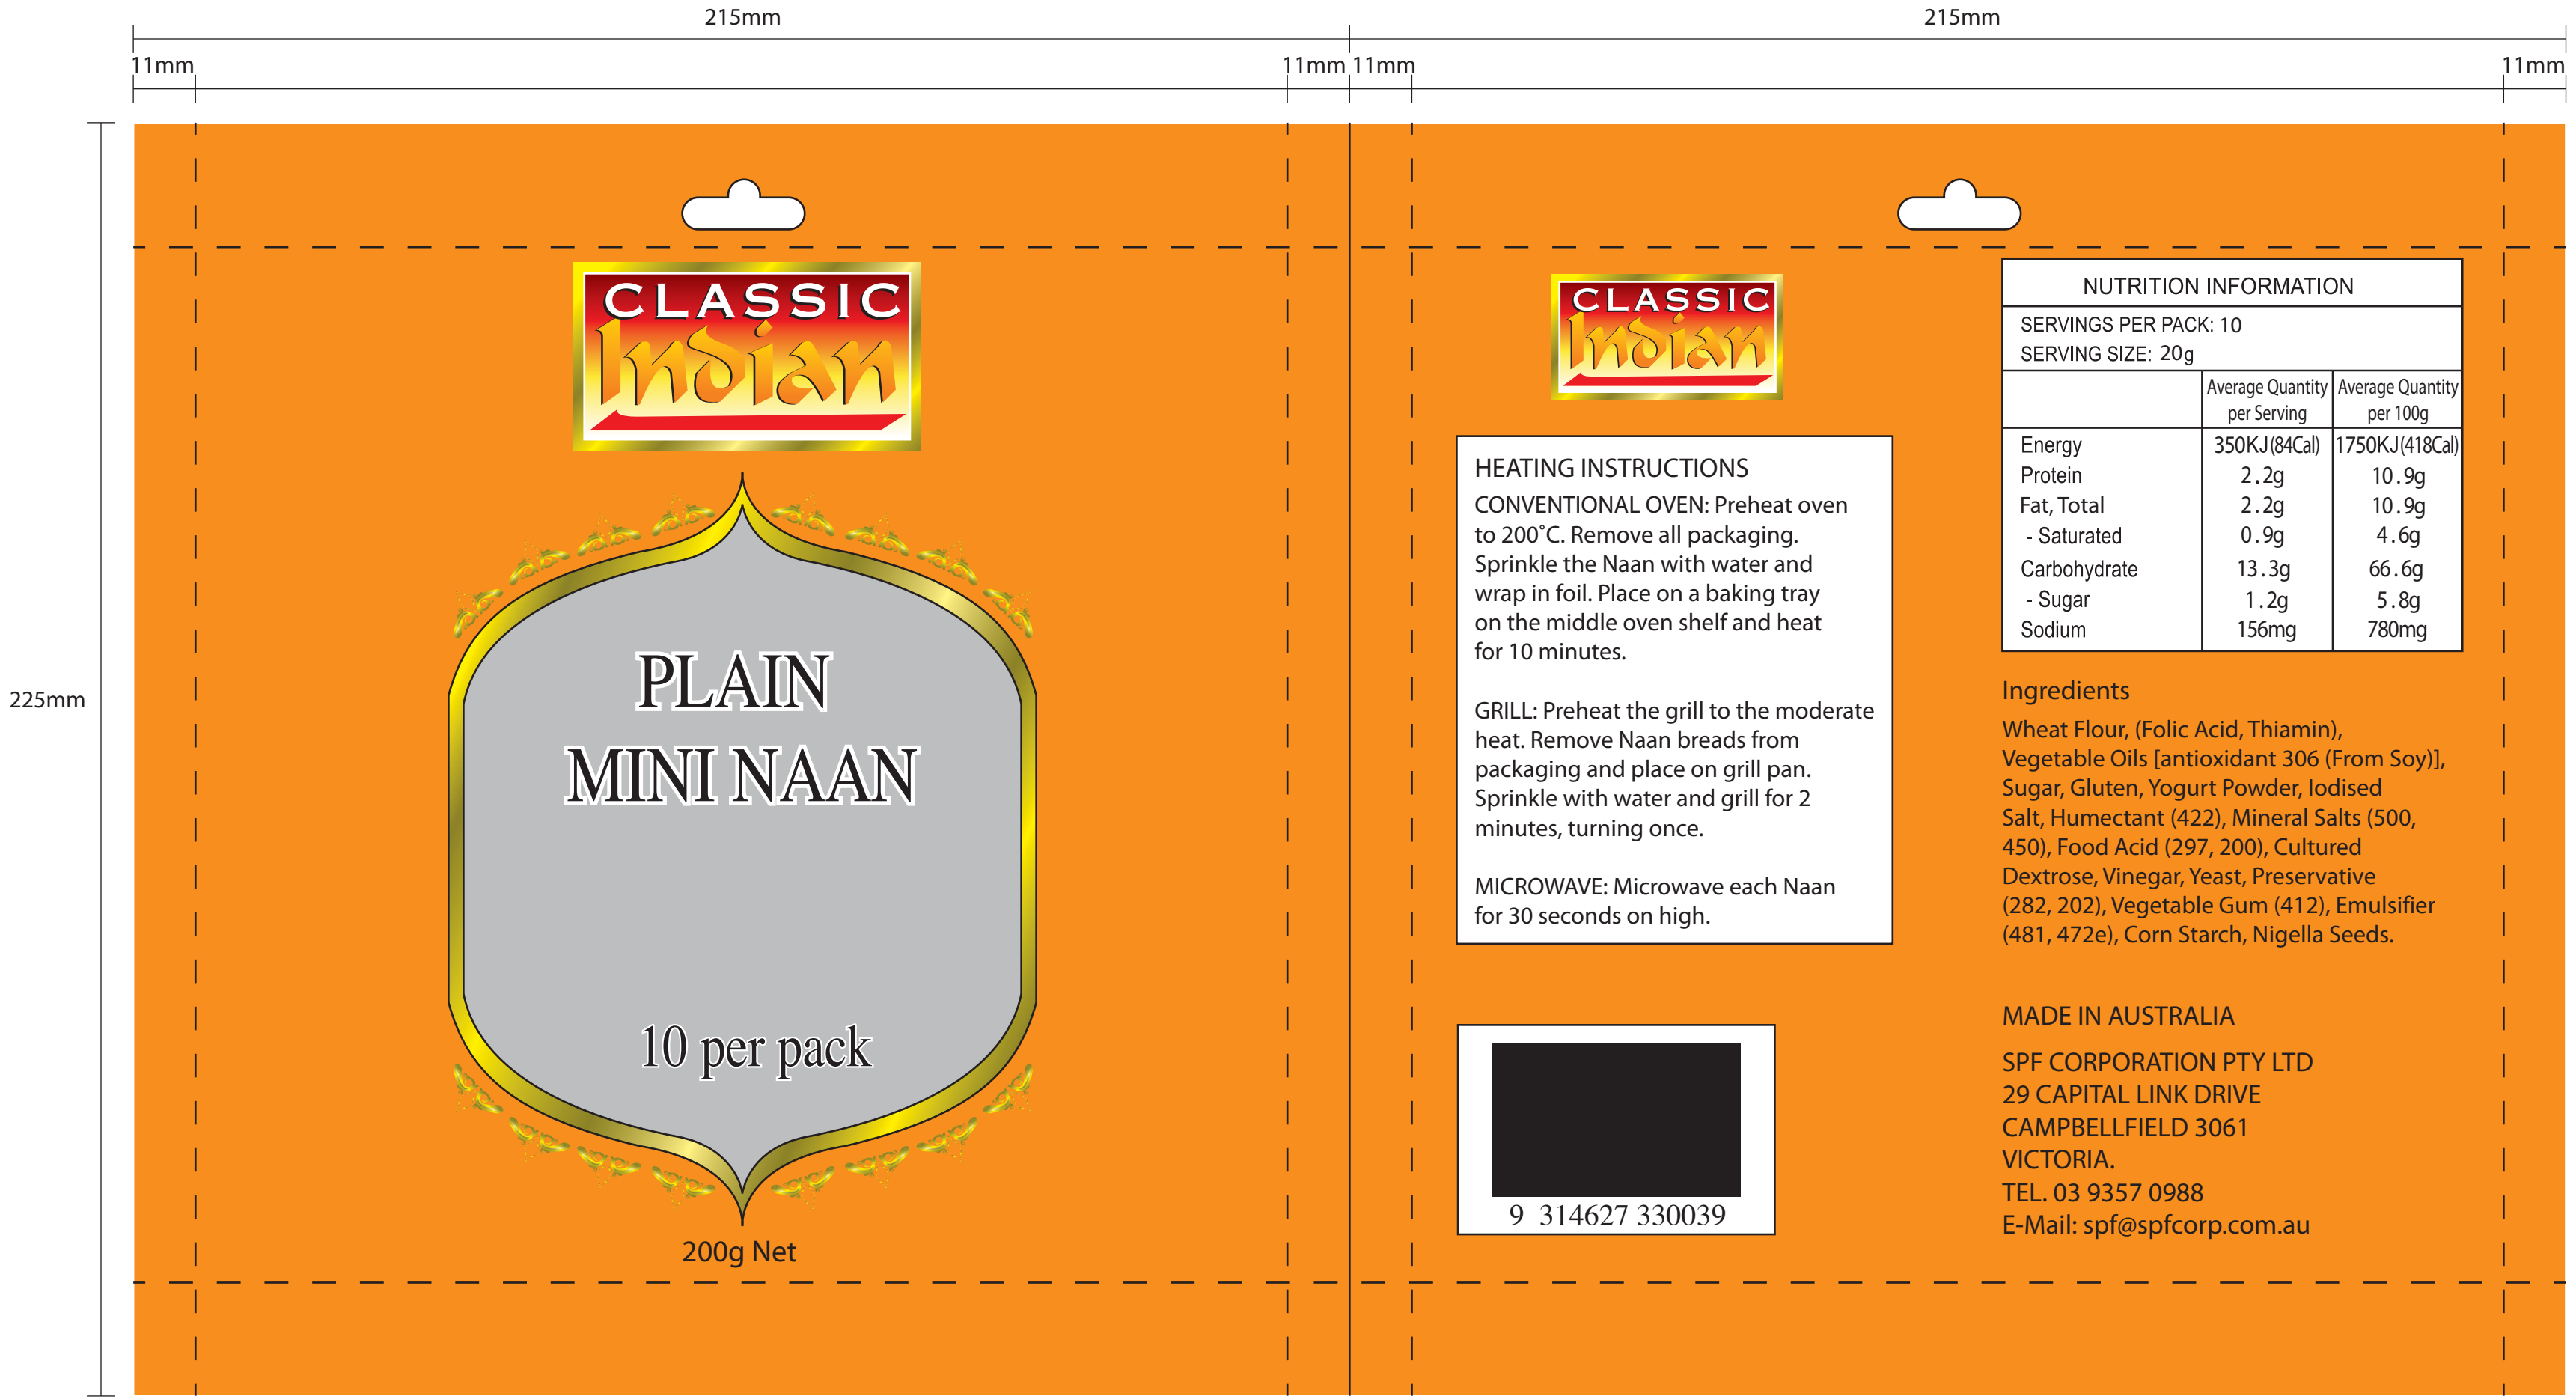 215mm
215mm
11mm
11mm
11mm
11mm
225mm
CLASSIC
Indian
PLAIN
MINI NAAN
10 per pack
200g Net
CLASSIC
Indian
HEATING INSTRUCTIONS
CONVENTIONAL OVEN: Preheat oven
to 200˚C. Remove all packaging.
Sprinkle the Naan with water and
wrap in foil. Place on a baking tray
on the middle oven shelf and heat
for 10 minutes.
GRILL: Preheat the grill to the moderate
heat. Remove Naan breads from
packaging and place on grill pan.
Sprinkle with water and grill for 2
minutes, turning once.
MICROWAVE: Microwave each Naan
for 30 seconds on high.
9 314627 330039
NUTRITION INFORMATION
SERVINGS PER PACK: 10
SERVING SIZE: 20g
Average Quantity per Serving Average Quantity per 100g
Energy 350KJ(84Cal) 1750KJ(418Cal)
Protein 2.2g 10.9g
Fat, Total 2.2g 10.9g
- Saturated 0.9g 4.6g
Carbohydrate 13.3g 66.6g
- Sugar 1.2g 5.8g
Sodium 156mg 780mg
Ingredients
Wheat Flour, (Folic Acid, Thiamin),
Vegetable Oils [antioxidant 306 (From Soy)],
Sugar, Gluten, Yogurt Powder, Iodised
Salt, Humectant (422), Mineral Salts (500,
450), Food Acid (297, 200), Cultured
Dextrose, Vinegar, Yeast, Preservative
(282, 202), Vegetable Gum (412), Emulsifier
(481, 472e), Corn Starch, Nigella Seeds.
MADE IN AUSTRALIA
SPF CORPORATION PTY LTD
29 CAPITAL LINK DRIVE
CAMPBELLFIELD 3061
VICTORIA.
TEL. 03 9357 0988
E-Mail: spf@spfcorp.com.au